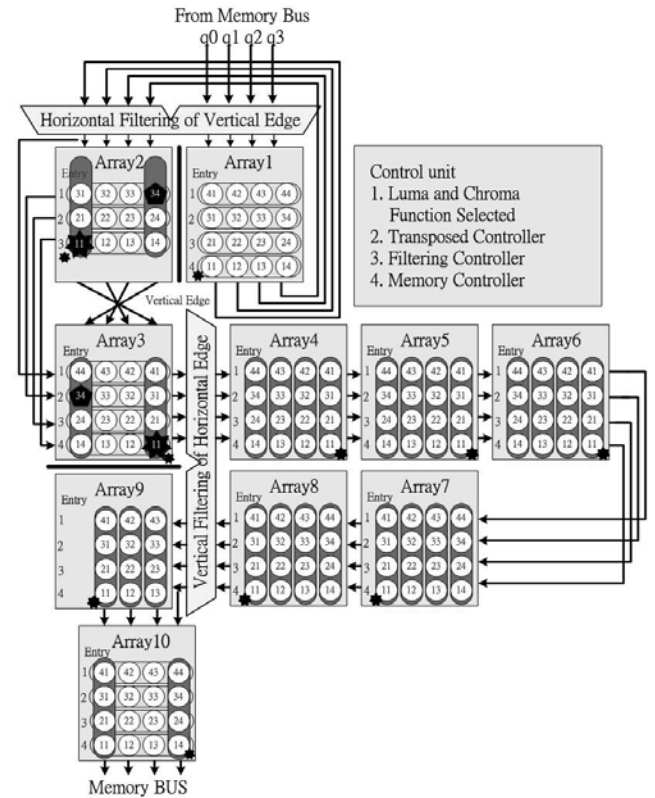 From Memory Bus
q0 q1 q2 q3
Horizontal Filtering of Vertical Edge
Array2
Entry
1 31 32 33 34
2 21 22 23 24
3 11 12 13 14
Array1
Entry
1 41 42 43 44
2 31 32 33 34
3 21 22 23 24
4 11 12 13 14
Control unit
1. Luma and Chroma
Function Selected
2. Transposed Controller
3. Filtering Controller
4. Memory Controller
Vertical Edge
Array3
Entry
1 44 43 42 41
2 34 33 32 31
3 24 23 22 21
4 14 13 12 11
Vertical Filtering of Horizontal Edge
Array4
Entry
1 44 43 42 41
2 34 33 32 31
3 24 23 22 21
4 14 13 12 11
Array5
Entry
1 44 43 42 41
2 34 33 32 31
3 24 23 22 21
4 14 13 12 11
Array6
Entry
1 44 43 42 41
2 34 33 32 31
3 24 23 22 21
4 14 13 12 11
Array9
Entry
1 41 42 43
2 31 32 33
3 21 22 23
4 11 12 13
Array8
Entry
1 41 42 43 44
2 31 32 33 34
3 21 22 23 24
4 11 12 13 14
Array7
Entry
1 41 42 43 44
2 31 32 33 34
3 21 22 23 24
4 11 12 13 14
Array10
Entry
1 41 42 43 44
2 31 32 33 34
3 21 22 23 24
4 11 12 13 14
Memory BUS